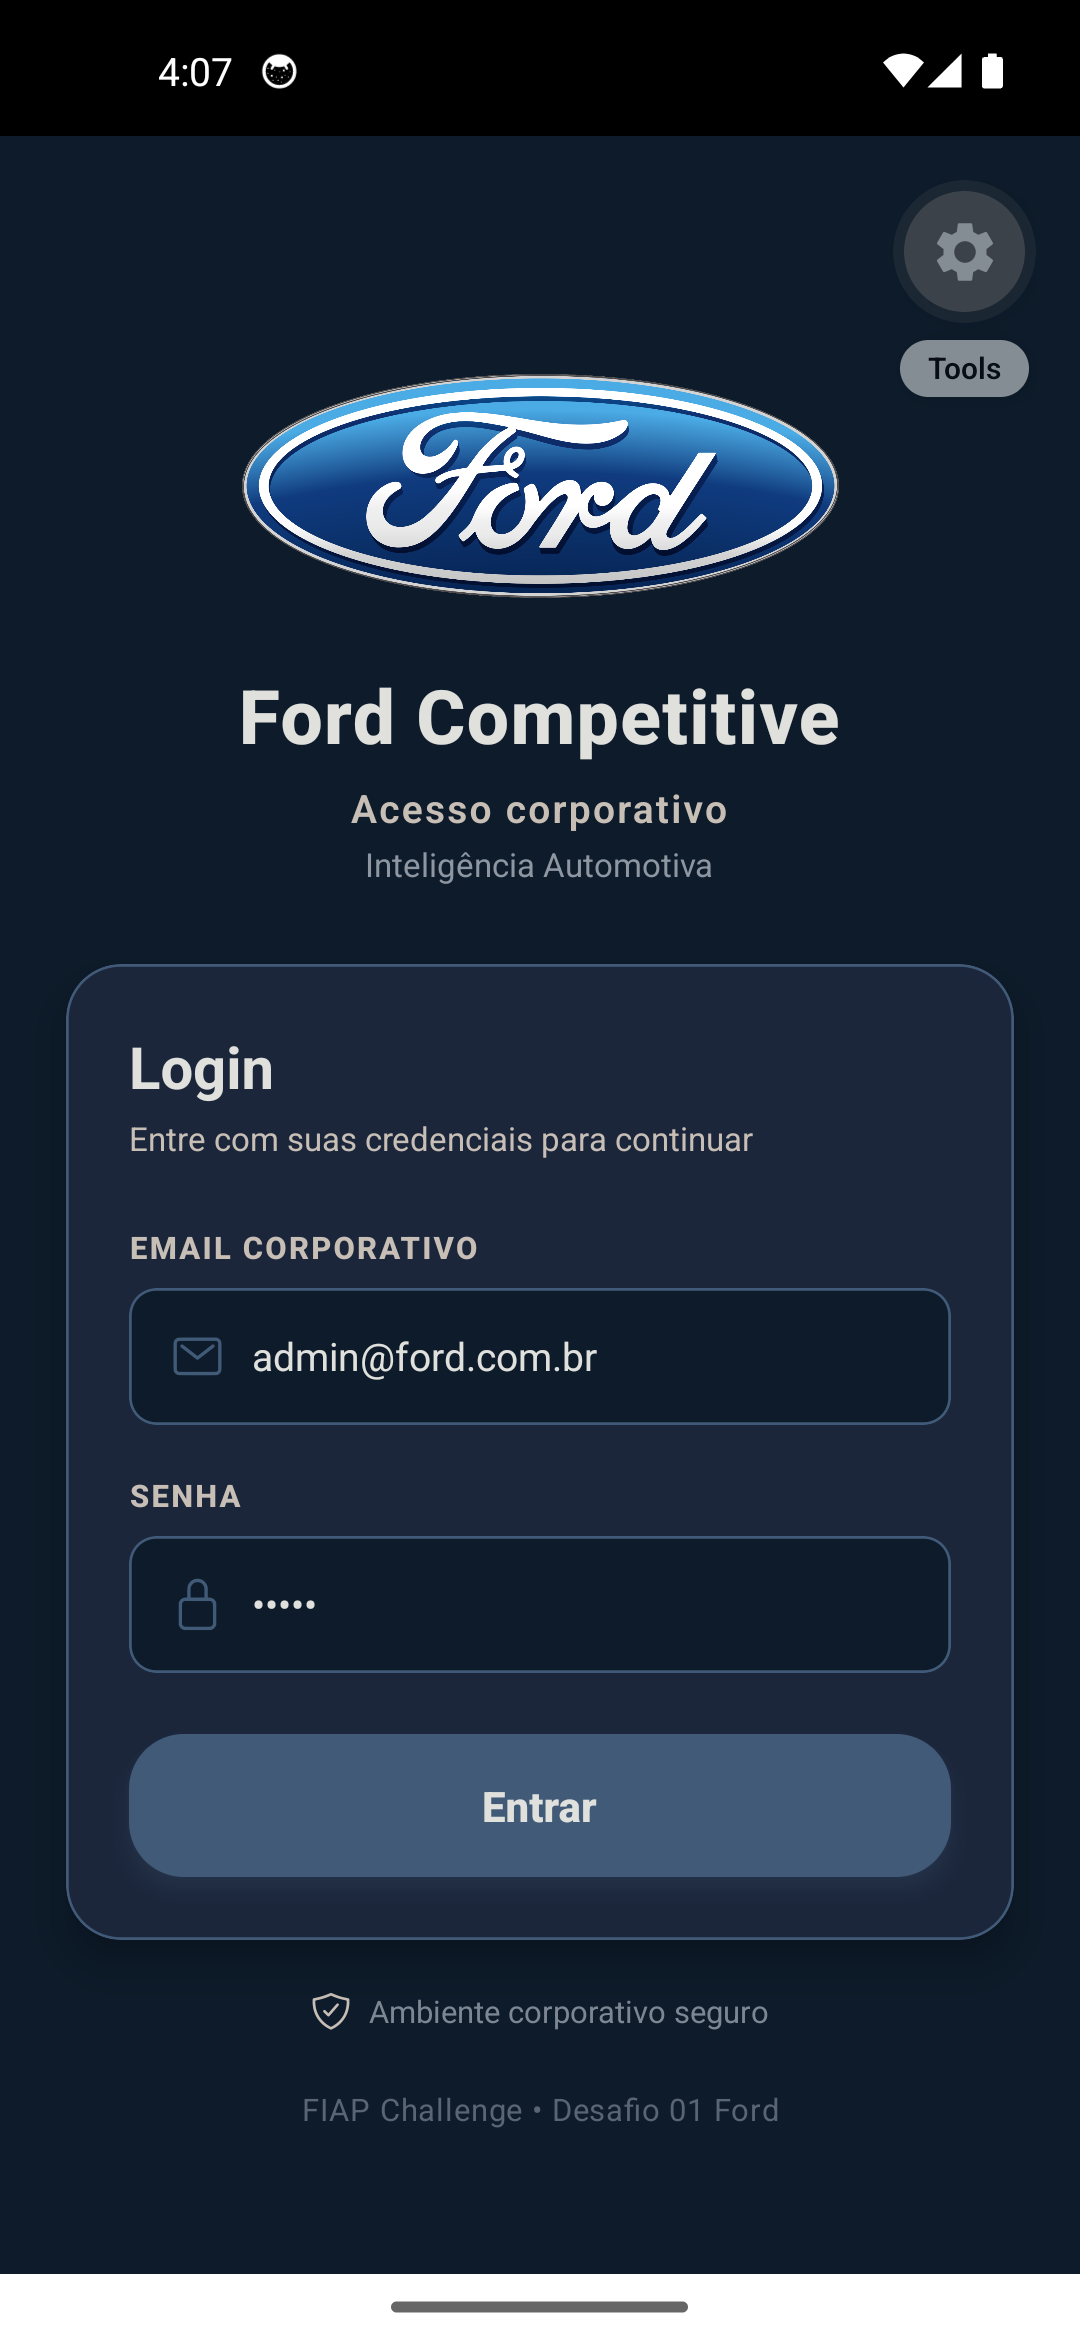 4:07
Tools
Ford
Ford Competitive
Acesso corporativo
Inteligência Automotiva
Login
Entre com suas credenciais para continuar
EMAIL CORPORATIVO
admin@ford.com.br
SENHA
•••••
Entrar
Ambiente corporativo seguro
FIAP Challenge • Desafio 01 Ford